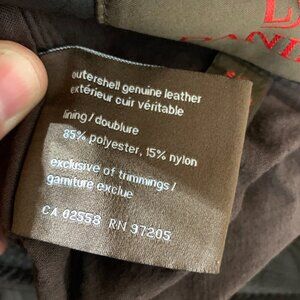 outershell genuine leather
extérieur cuir véritable
lining / doublure
85% polyester, 15% nylon
exclusive of trimmings /
garniture exclue
CA 02558 RN 97205